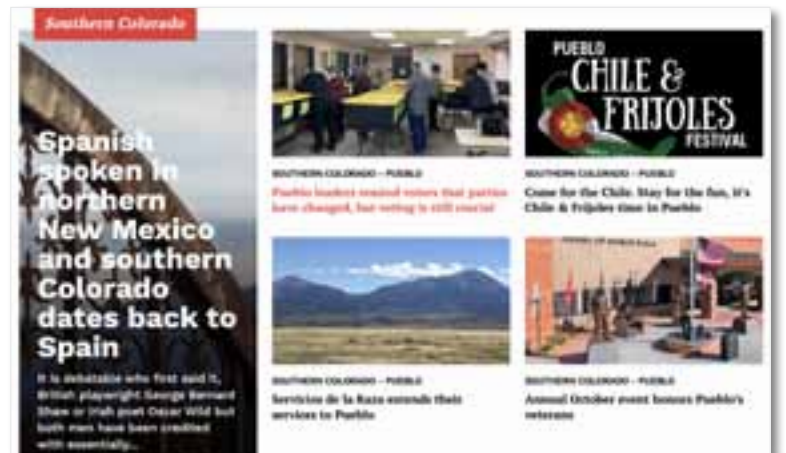 Southern Colorado
Spanish
spoken in
northern
New Mexico
and southern
Colorado
dates back to
Spain
It is debatable who first said it,
British playwright George Bernard
Shaw or Irish poet Oscar Wild but
both men have been credited
with essentially...
SOUTHERN COLORADO – PUEBLO
Pueblo leaders remind voters that parties
have changed, but voting is still crucial
PUEBLO
CHILE &
FRIJOLES
FESTIVAL
SOUTHERN COLORADO – PUEBLO
Come for the Chile. Stay for the fun, it's
Chile & Frijoles time in Pueblo
SOUTHERN COLORADO – PUEBLO
Servicios de la Raza extends their
services to Pueblo
SOUTHERN COLORADO – PUEBLO
Annual October event honors Pueblo's
veterans